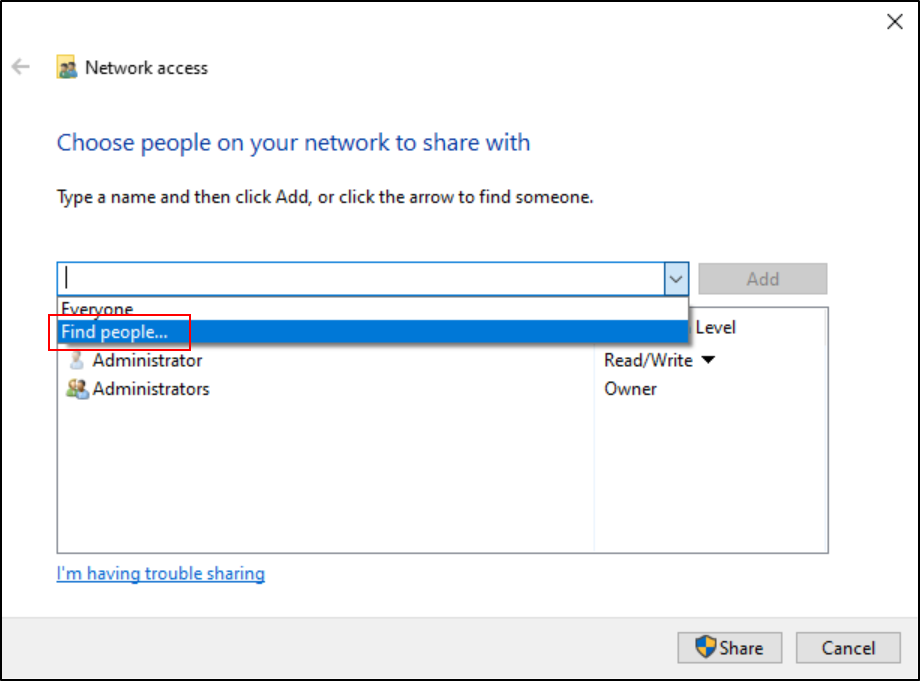 Network access
Choose people on your network to share with
Type a name and then click Add, or click the arrow to find someone.
Add
Everyone
Find people...
Level
Administrator Read/Write
Administrators Owner
I'm having trouble sharing
Share Cancel